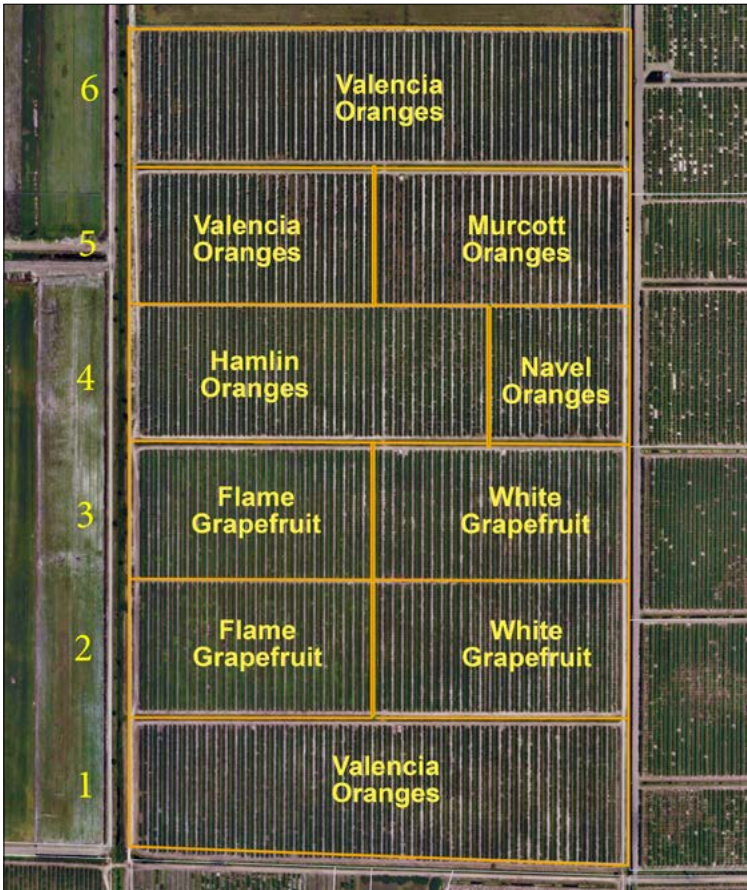 6
Valencia
Oranges
5
Valencia
Oranges
Murcott
Oranges
4
Hamlin
Oranges
Navel
Oranges
3
Flame
Grapefruit
White
Grapefruit
2
Flame
Grapefruit
White
Grapefruit
1
Valencia
Oranges